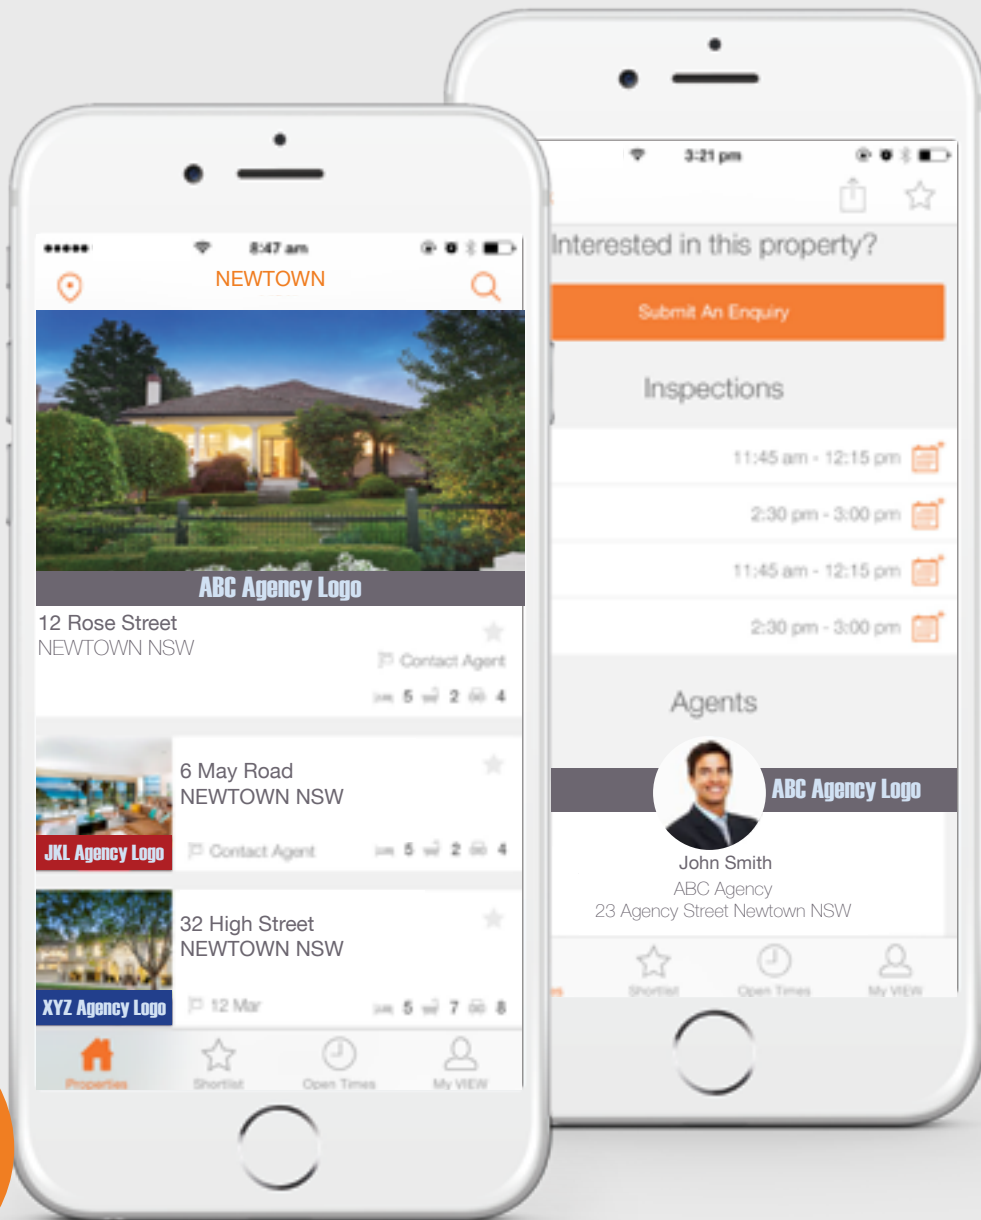 8:47 am
NEWTOWN
ABC Agency Logo
12 Rose Street
NEWTOWN NSW
Contact Agent
5 2 4
6 May Road
NEWTOWN NSW
JKL Agency Logo
Contact Agent
5 2 4
32 High Street
NEWTOWN NSW
XYZ Agency Logo
12 Mar
5 7 8
Properties
Shortlist
Open Times
My VIEW
3:21 pm
Interested in this property?
Submit An Enquiry
Inspections
11:45 am - 12:15 pm
2:30 pm - 3:00 pm
11:45 am - 12:15 pm
2:30 pm - 3:00 pm
Agents
ABC Agency Logo
John Smith
ABC Agency
23 Agency Street Newtown NSW
es
Shortlist
Open Times
My VIEW